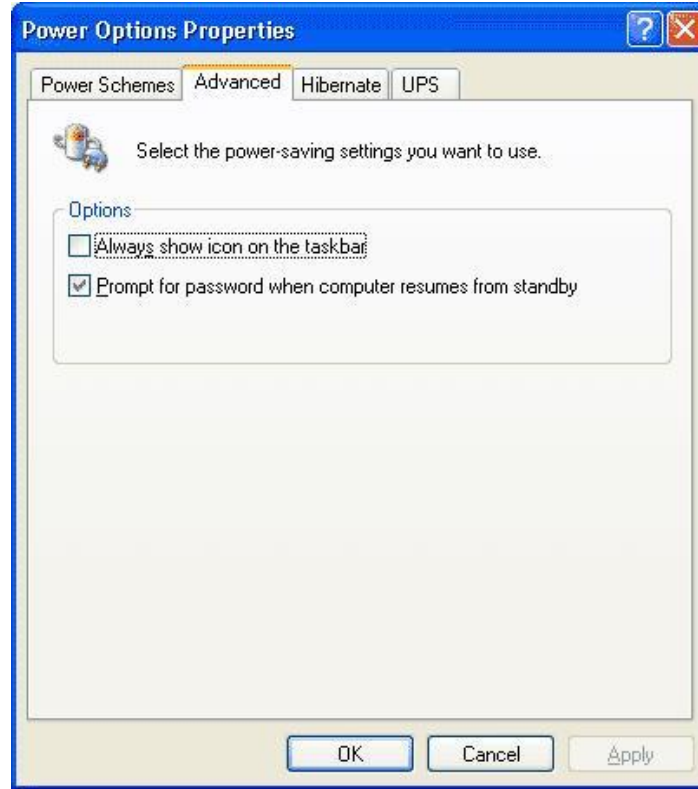 Power Options Properties
Power Schemes Advanced Hibernate UPS
Select the power-saving settings you want to use.
Options
Always show icon on the taskbar
Prompt for password when computer resumes from standby
OK Cancel Apply